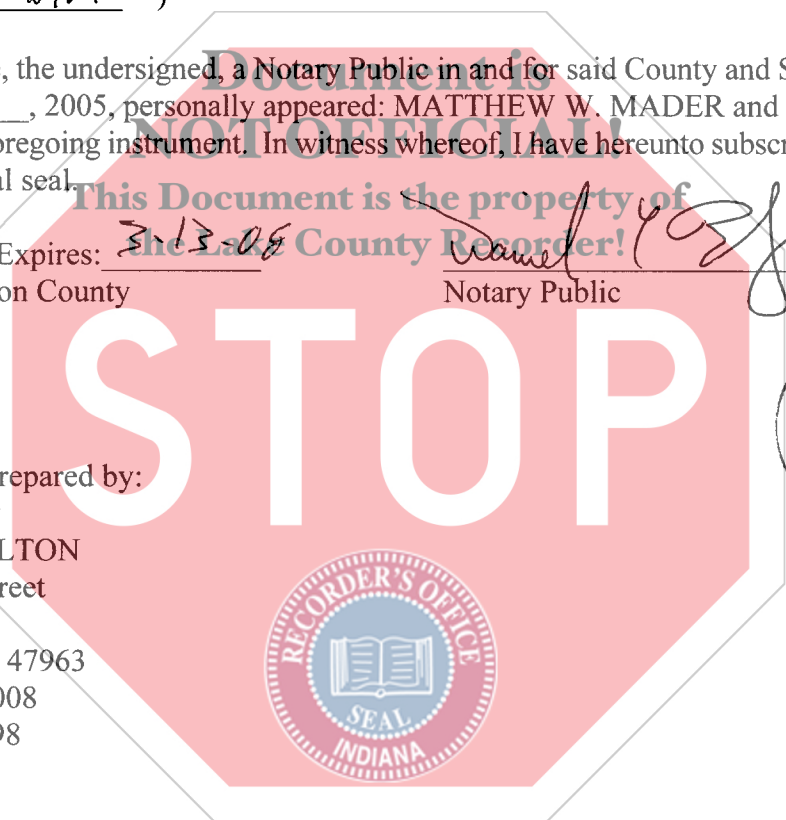 Document is
, the undersigned, a Notary Public in and for said County and S
, 2005, personally appeared: MATTHEW W. MADER and
NOT OFFICIAL!
oregoing instrument. In witness whereof, I have hereunto subscr
al seal.
This Document is the property of
the Lake County Recorder!
Expires: 3-13-08
on County
Daniel
Notary Public
STOP
repared by:
LTON
reet
47963
008
98
RECORDER'S OFFICE
SEAL
INDIANA